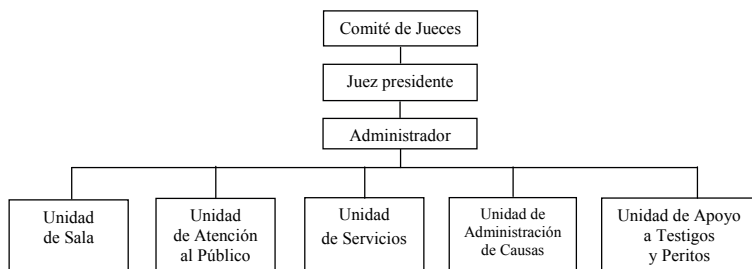 Comité de Jueces
Juez presidente
Administrador
Unidad
de Sala
Unidad
de Atención
al Público
Unidad
de Servicios
Unidad de
Administración
de Causas
Unidad de Apoyo
a Testigos
y Peritos